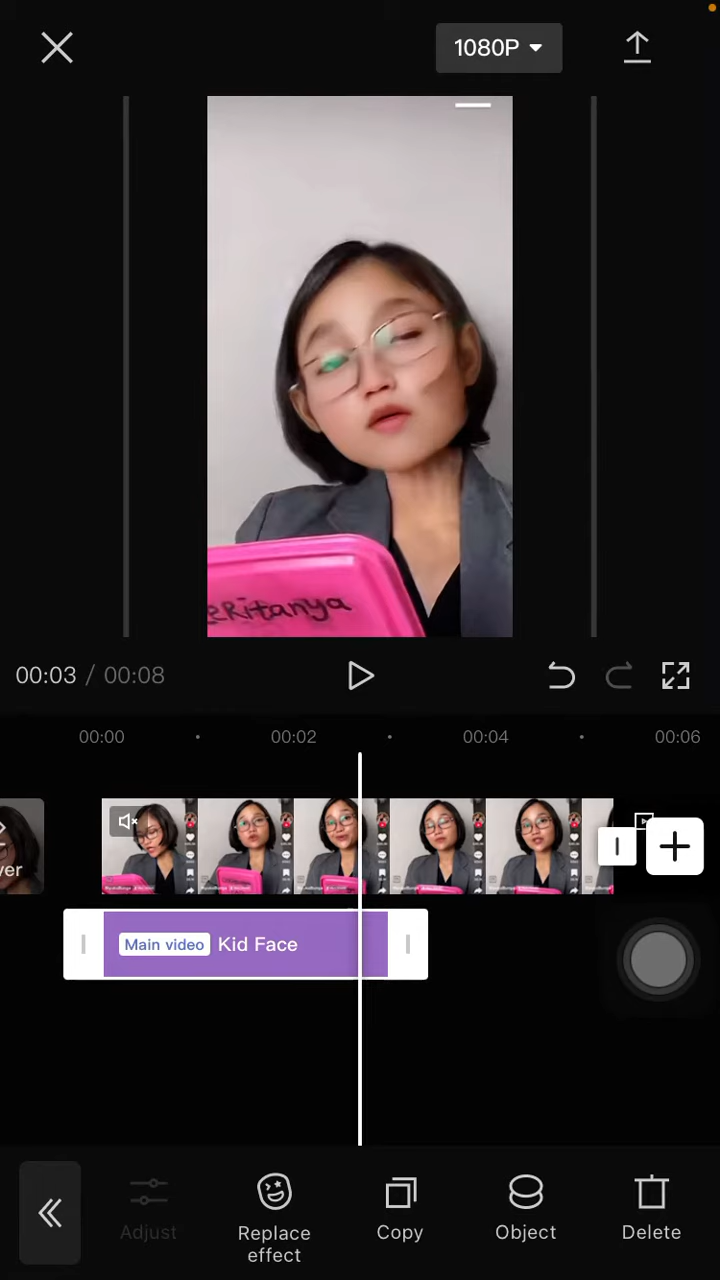 1080P
eRitanya
00:03 / 00:08
00:00
00:02
00:04
00:06
yer
Main video Kid Face
Adjust
Replace
effect
Copy
Object
Delete